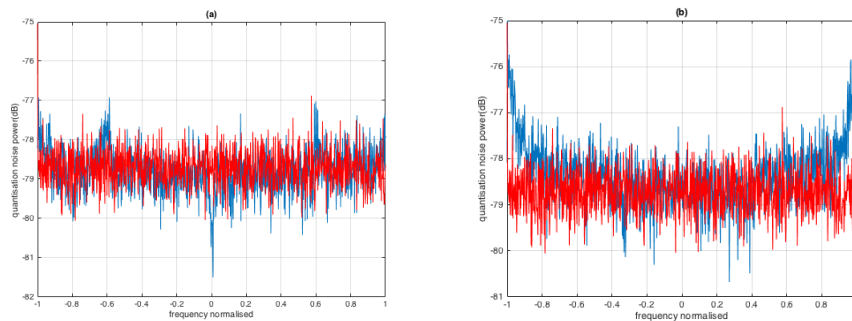 (a)
-75
-76
-77
-78
-79
-80
-81
-82
quantisation noise power(dB)
-1 -0.8 -0.6 -0.4 -0.2 0 0.2 0.4 0.6 0.8 1
frequency normalised
(b)
-75
-76
-77
-78
-79
-80
-81
quantisation noise power(dB)
-1 -0.8 -0.6 -0.4 -0.2 0 0.2 0.4 0.6 0.8
frequency normalised